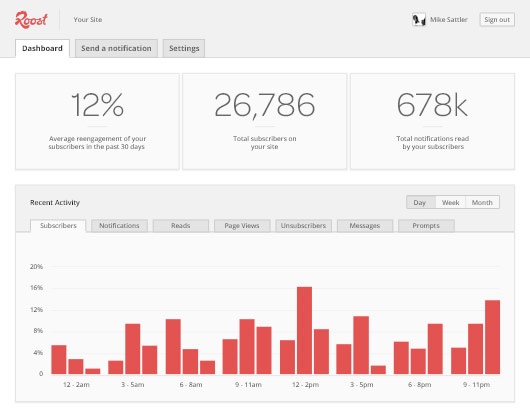 Roost
Your Site
Mike Sattler
Sign out
Dashboard
Send a notification
Settings
12%
Average reengagement of your
subscribers in the past 30 days
26,786
Total subscribers on
your site
678k
Total notifications read
by your subscribers
Recent Activity
Day
Week
Month
Subscribers
Notifications
Reads
Page Views
Unsubscribers
Messages
Prompts
20%
16%
12%
8%
4%
0
12 - 2am
3 - 5am
6 - 8am
9 - 11am
12 - 2pm
3 - 5pm
6 - 8pm
9 - 11pm